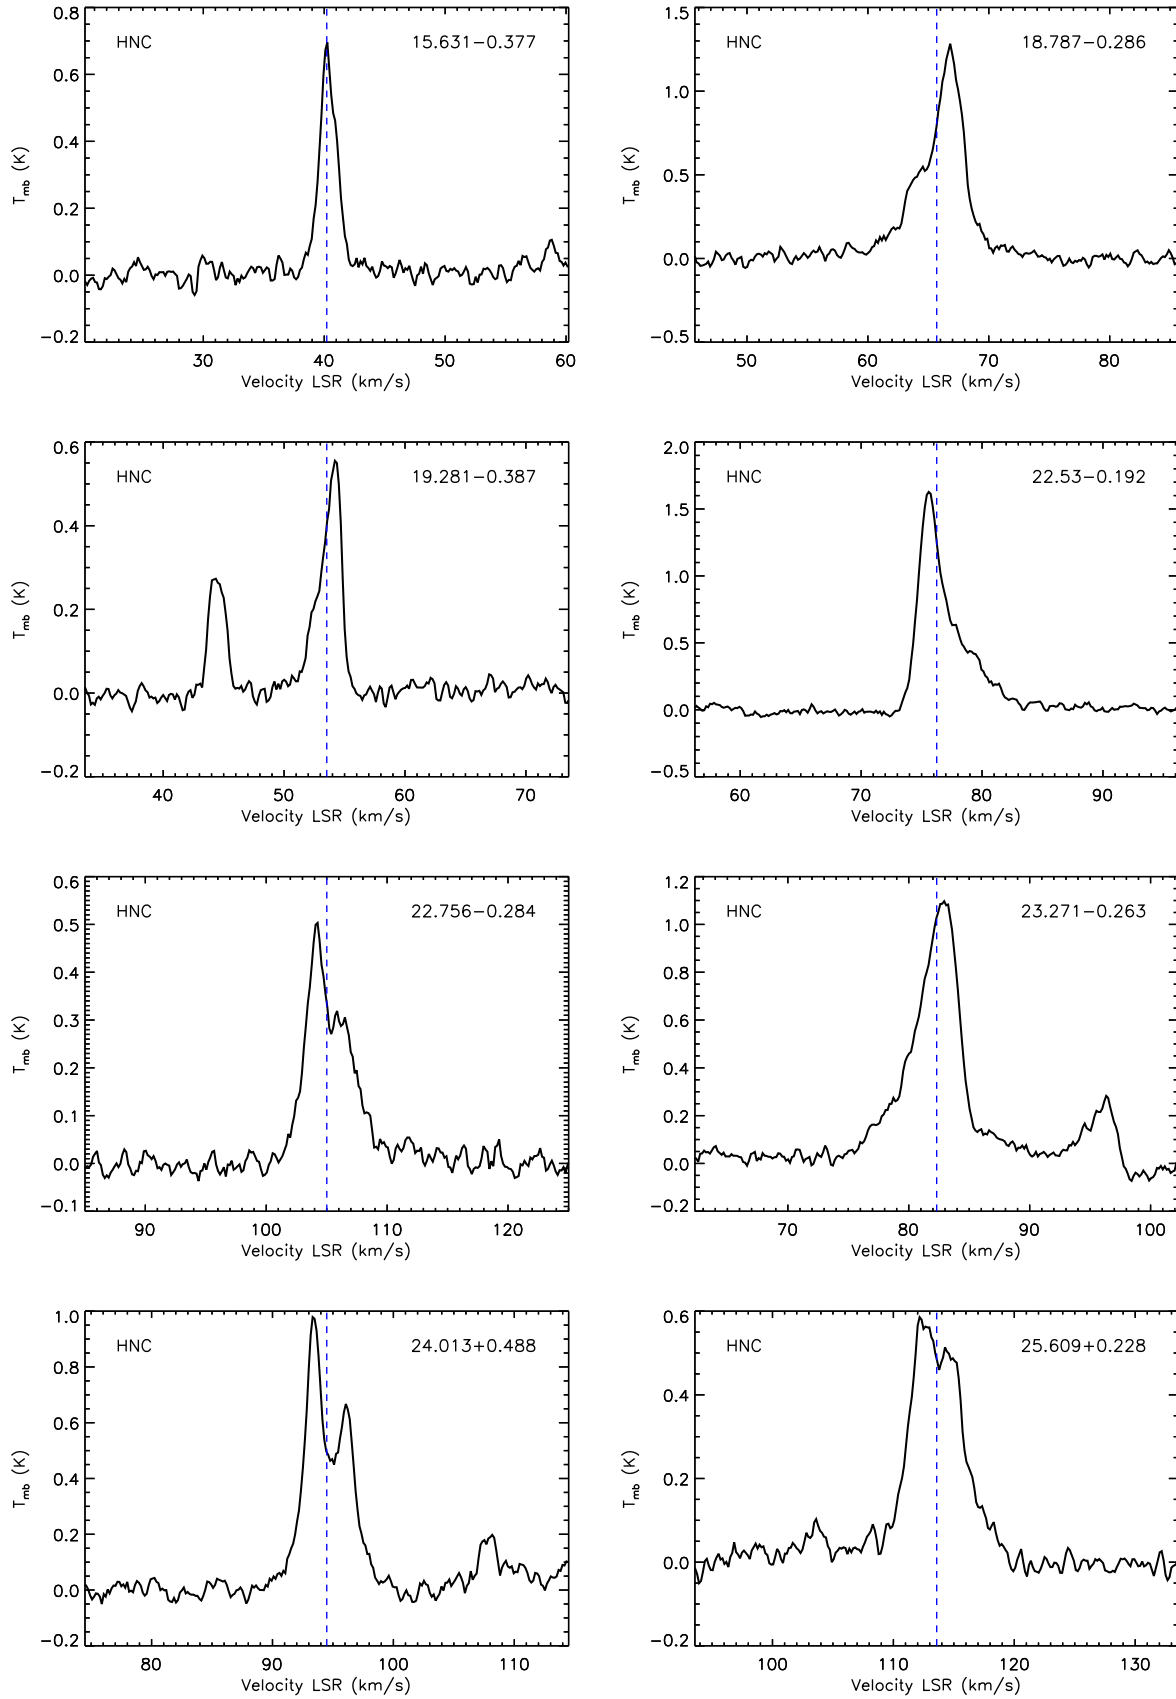 HNC 15.631−0.377
0.8
0.6
0.4
0.2
0.0
−0.2
T_mb (K)
30 40 50 60
Velocity LSR (km/s)
HNC 18.787−0.286
1.5
1.0
0.5
0.0
−0.5
T_mb (K)
50 60 70 80
Velocity LSR (km/s)
HNC 19.281−0.387
0.6
0.4
0.2
0.0
−0.2
T_mb (K)
40 50 60 70
Velocity LSR (km/s)
HNC 22.53−0.192
2.0
1.5
1.0
0.5
0.0
−0.5
T_mb (K)
60 70 80 90
Velocity LSR (km/s)
HNC 22.756−0.284
0.6
0.5
0.4
0.3
0.2
0.1
0.0
−0.1
T_mb (K)
90 100 110 120
Velocity LSR (km/s)
HNC 23.271−0.263
1.2
1.0
0.8
0.6
0.4
0.2
0.0
−0.2
T_mb (K)
70 80 90 100
Velocity LSR (km/s)
HNC 24.013+0.488
1.0
0.8
0.6
0.4
0.2
0.0
−0.2
T_mb (K)
80 90 100 110
Velocity LSR (km/s)
HNC 25.609+0.228
0.6
0.4
0.2
0.0
−0.2
T_mb (K)
100 110 120 130
Velocity LSR (km/s)